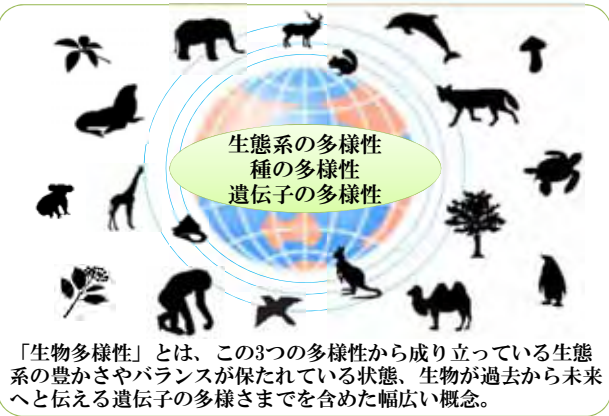 生態系の多様性
種の多様性
遺伝子の多様性
「生物多様性」とは、この3つの多様性から成り立っている生態
系の豊かさやバランスが保たれている状態、生物が過去から未来
へと伝える遺伝子の多様さまでを含めた幅広い概念。